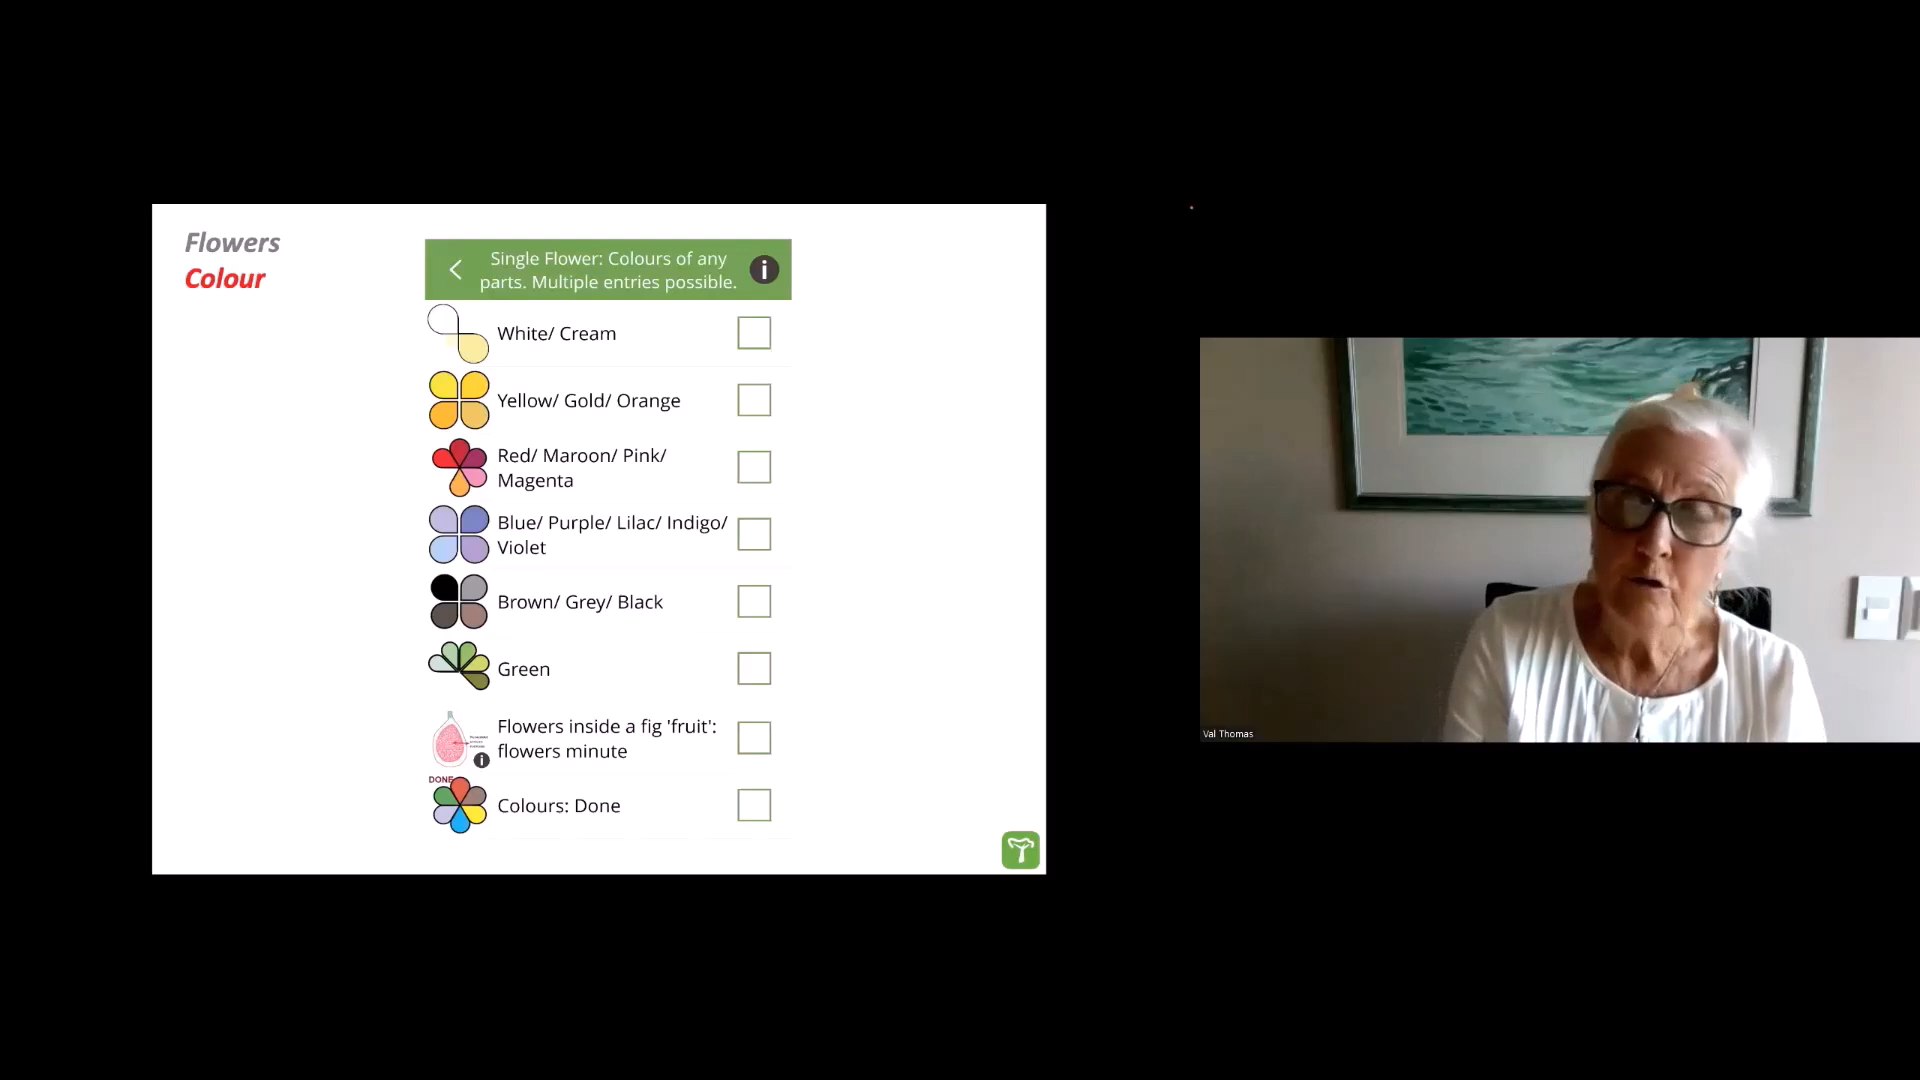 Flowers
Colour
Single Flower: Colours of any
parts. Multiple entries possible.
i
White/ Cream
Yellow/ Gold/ Orange
Red/ Maroon/ Pink/
Magenta
Blue/ Purple/ Lilac/ Indigo/
Violet
Brown/ Grey/ Black
Green
Flowers inside a fig 'fruit':
flowers minute
i
DONE
Colours: Done
Val Thomas